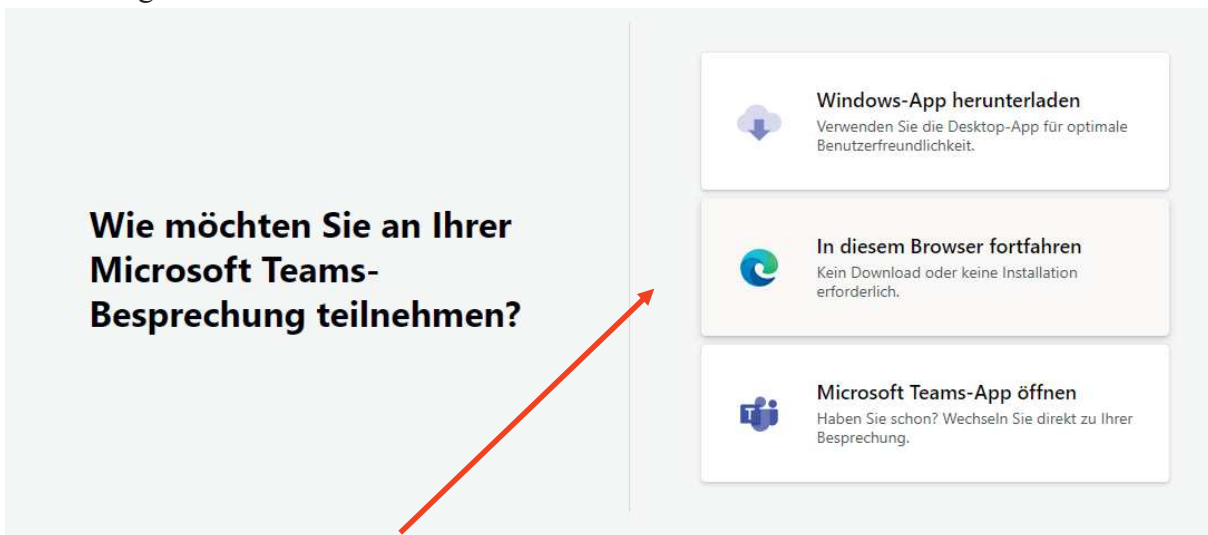 Wie möchten Sie an Ihrer
Microsoft Teams-
Besprechung teilnehmen?
Windows-App herunterladen
Verwenden Sie die Desktop-App für optimale
Benutzerfreundlichkeit.
In diesem Browser fortfahren
Kein Download oder keine Installation
erforderlich.
Microsoft Teams-App öffnen
Haben Sie schon? Wechseln Sie direkt zu Ihrer
Besprechung.